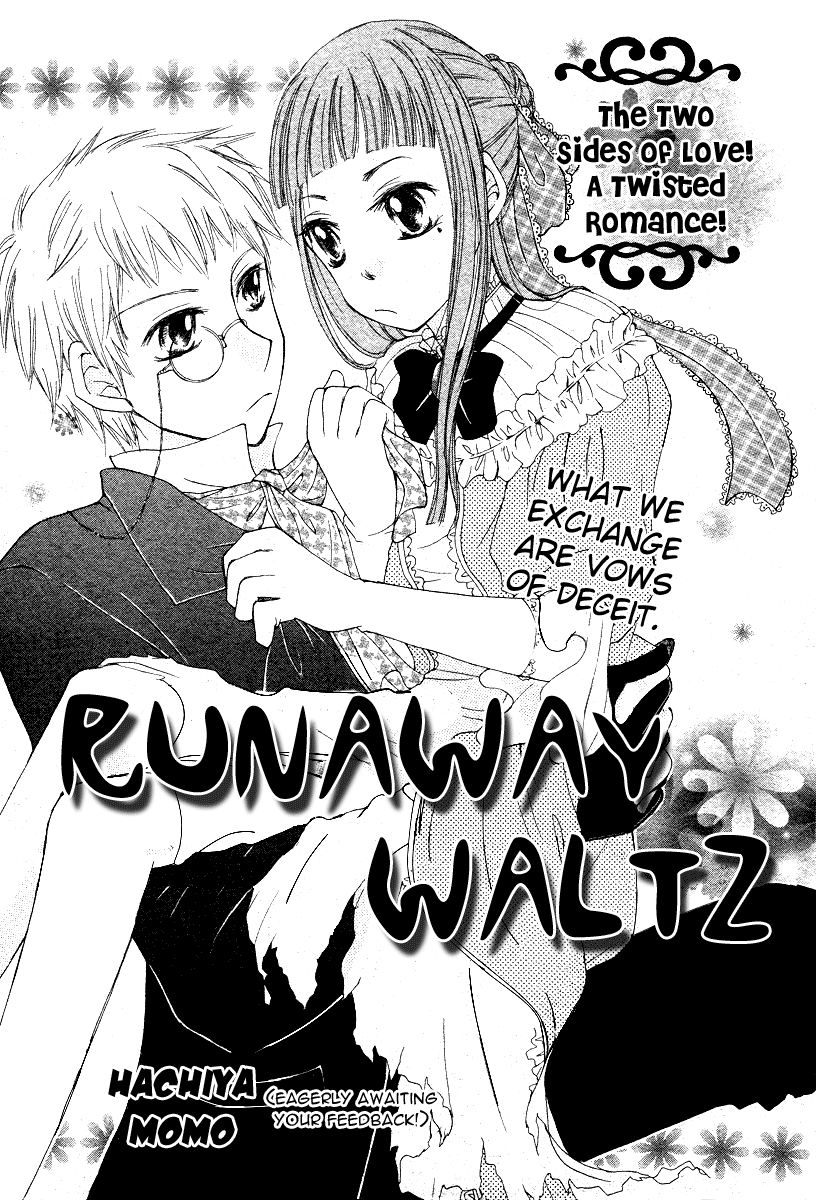 The Two
Sides of Love!
A Twisted
Romance!
WHAT WE
EXCHANGE
ARE VOWS
OF DECEIT.
RUNAWAY
WALTZ
HACHIYA
MOMO
(EAGERLY AWAITING
YOUR FEEDBACK!)